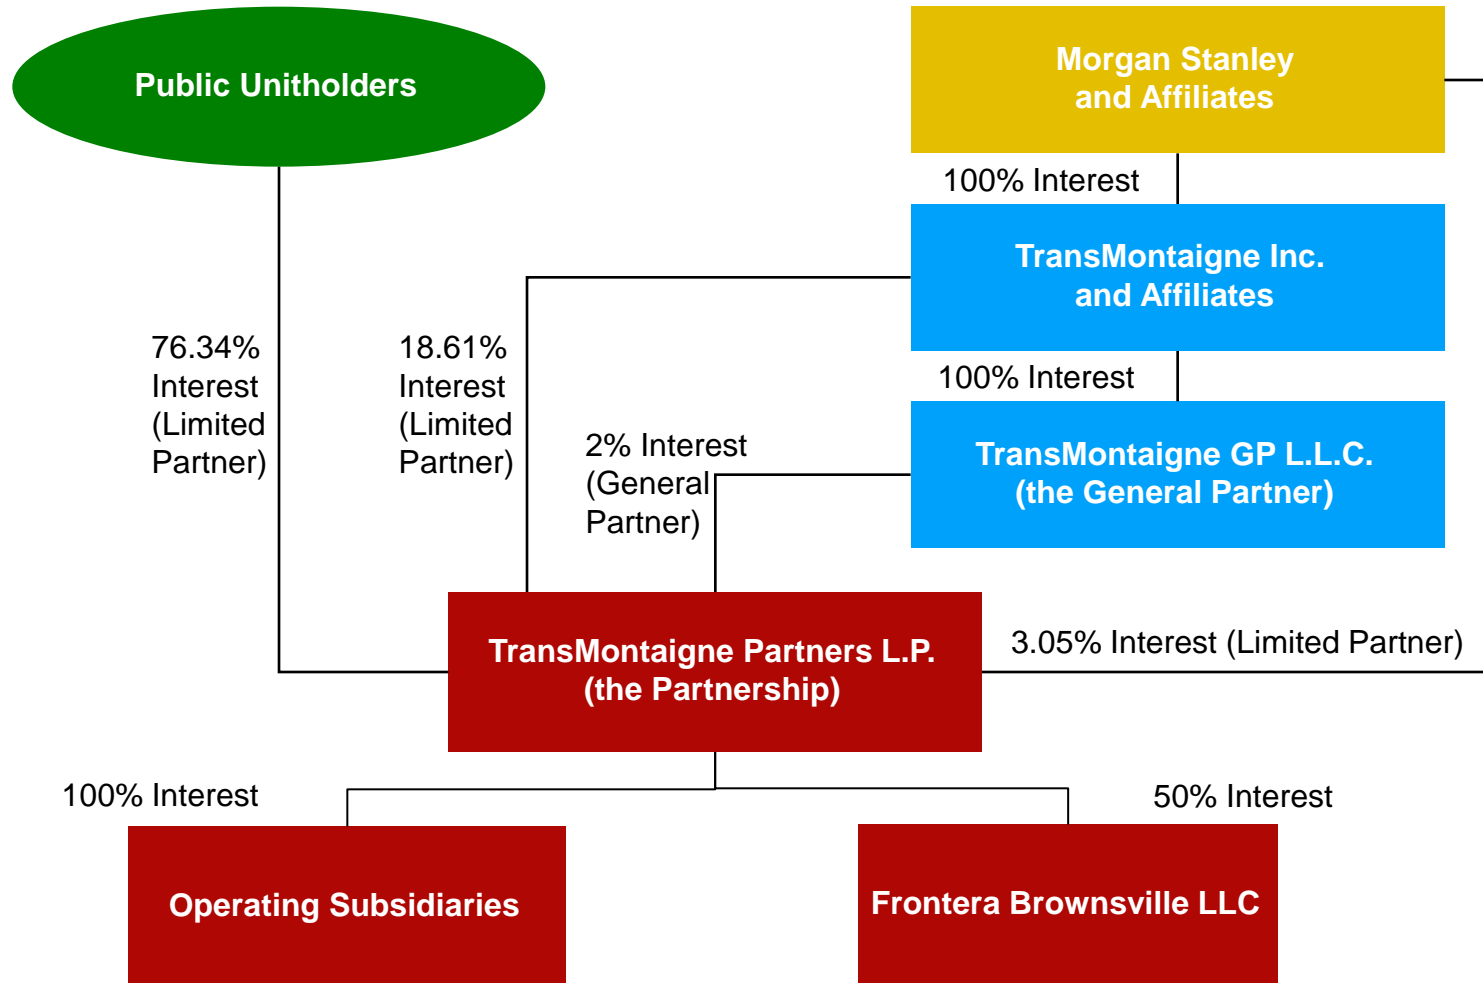 Public Unitholders
Morgan Stanley
and Affiliates
100% Interest
TransMontaigne Inc.
and Affiliates
76.34%
Interest
(Limited
Partner)
18.61%
Interest
(Limited
Partner)
100% Interest
2% Interest
(General
Partner)
TransMontaigne GP L.L.C.
(the General Partner)
TransMontaigne Partners L.P.
(the Partnership)
3.05% Interest (Limited Partner)
100% Interest
50% Interest
Operating Subsidiaries
Frontera Brownsville LLC